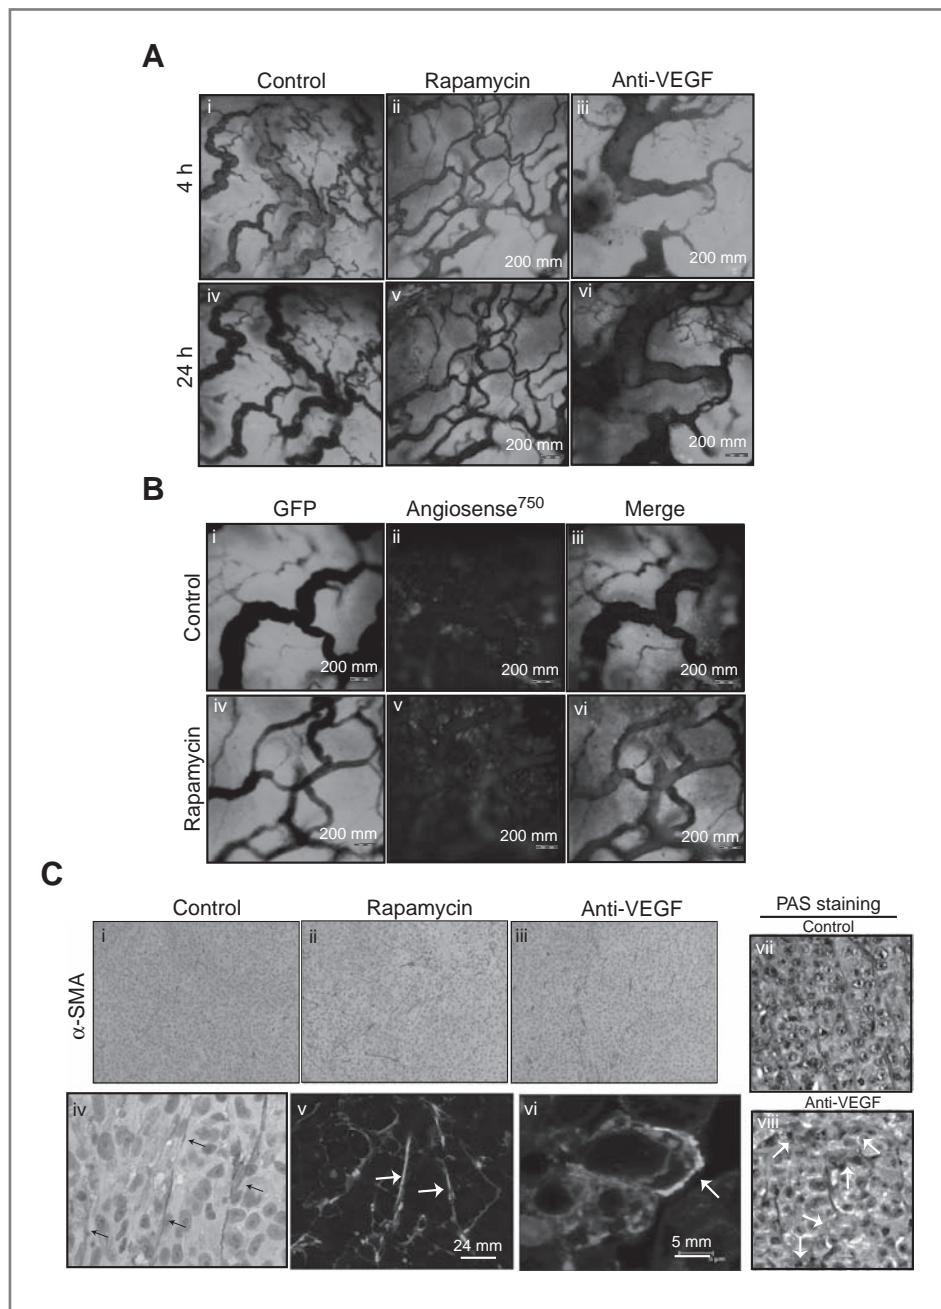 A
Control Rapamycin Anti-VEGF
4 h
i ii iii
200 mm 200 mm
24 h
iv v vi
200 mm 200 mm
B
GFP Angiosense750 Merge
Control
i ii iii
200 mm 200 mm 200 mm
Rapamycin
iv v vi
200 mm 200 mm 200 mm
C
Control Rapamycin Anti-VEGF
α-SMA
i ii iii
iv v vi
24 mm 5 mm
PAS staining
Control
vii
Anti-VEGF
viii